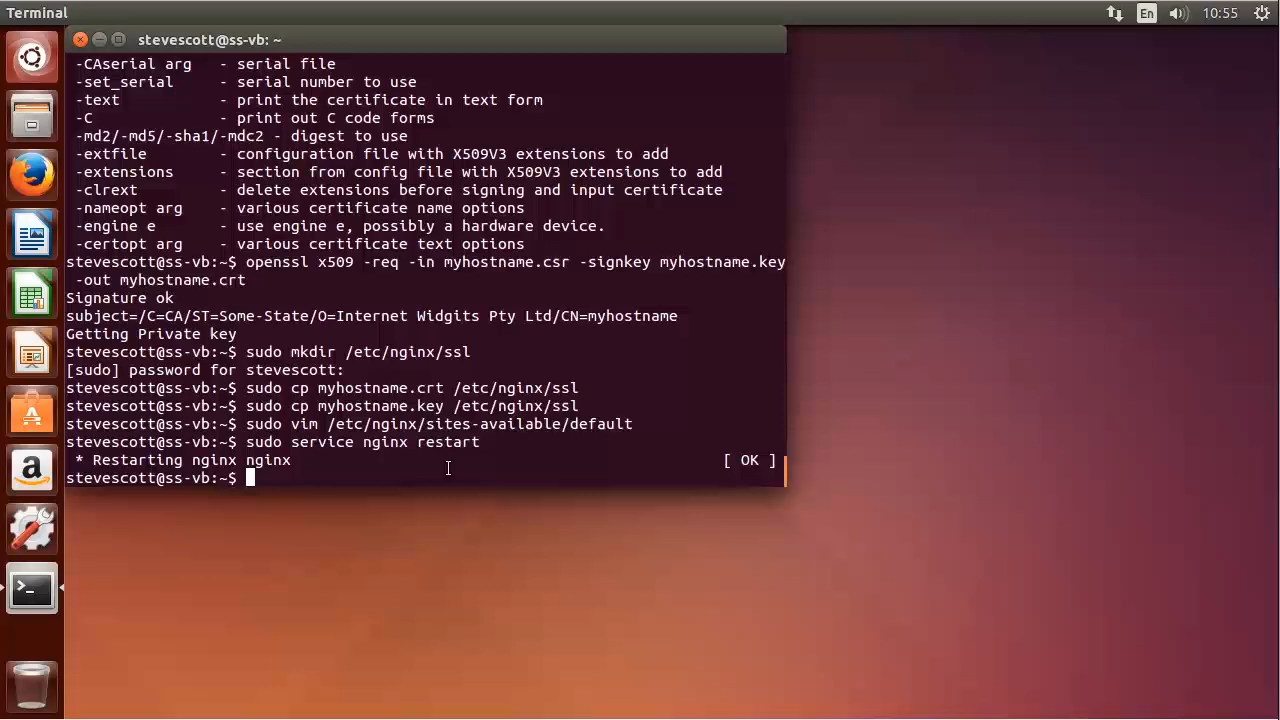 Terminal
En
10:55
stevescott@ss-vb: ~
-CAserial arg   - serial file
-set_serial     - serial number to use
-text           - print the certificate in text form
-C              - print out C code forms
-md2/-md5/-sha1/-mdc2 - digest to use
-extfile        - configuration file with X509V3 extensions to add
-extensions     - section from config file with X509V3 extensions to add
-clrext         - delete extensions before signing and input certificate
-nameopt arg    - various certificate name options
-engine e       - use engine e, possibly a hardware device.
-certopt arg    - various certificate text options
stevescott@ss-vb:~$ openssl x509 -req -in myhostname.csr -signkey myhostname.key
-out myhostname.crt
Signature ok
subject=/C=CA/ST=Some-State/O=Internet Widgits Pty Ltd/CN=myhostname
Getting Private key
stevescott@ss-vb:~$ sudo mkdir /etc/nginx/ssl
[sudo] password for stevescott:
stevescott@ss-vb:~$ sudo cp myhostname.crt /etc/nginx/ssl
stevescott@ss-vb:~$ sudo cp myhostname.key /etc/nginx/ssl
stevescott@ss-vb:~$ sudo vim /etc/nginx/sites-available/default
stevescott@ss-vb:~$ sudo service nginx restart
* Restarting nginx nginx [ OK ]
stevescott@ss-vb:~$